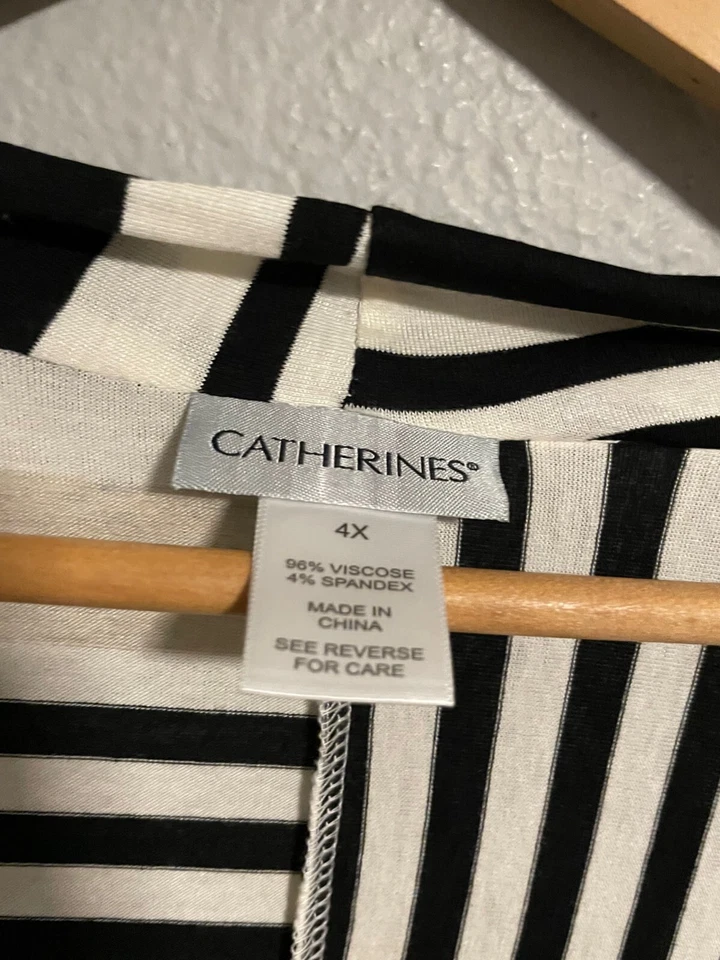 CATHERINES®
4X
96% VISCOSE
4% SPANDEX
MADE IN
CHINA
SEE REVERSE
FOR CARE